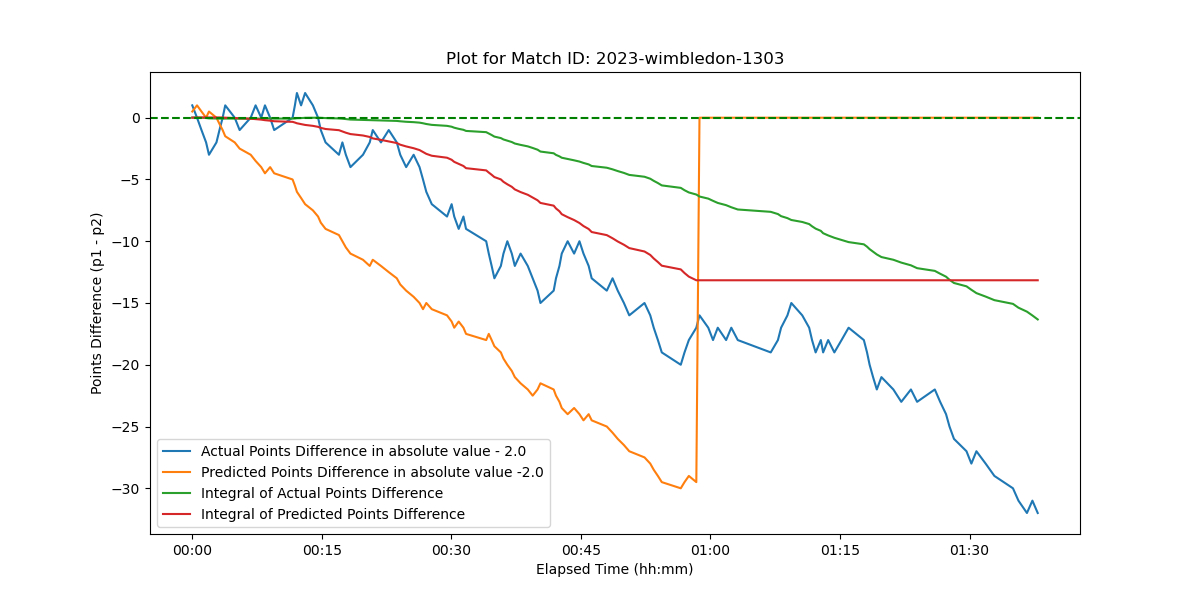 Plot for Match ID: 2023-wimbledon-1303
Points Difference (p1 - p2)
0
−5
−10
−15
−20
−25
−30
Actual Points Difference in absolute value - 2.0
Predicted Points Difference in absolute value -2.0
Integral of Actual Points Difference
Integral of Predicted Points Difference
00:00 00:15 00:30 00:45 01:00 01:15 01:30
Elapsed Time (hh:mm)